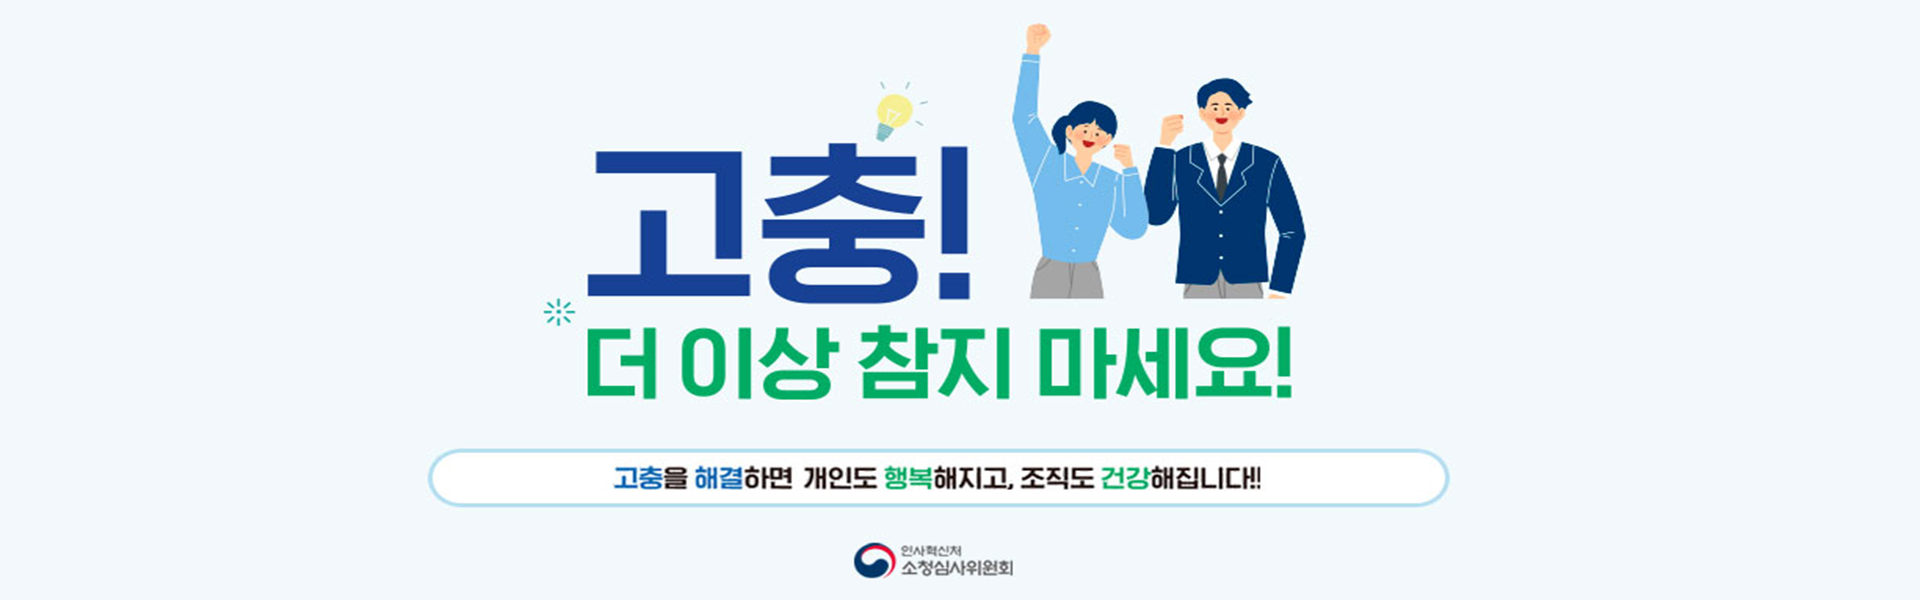 고충!
더 이상 참지 마세요!
고충을 해결하면 개인도 행복해지고, 조직도 건강해집니다!!
인사혁신처
소청심사위원회